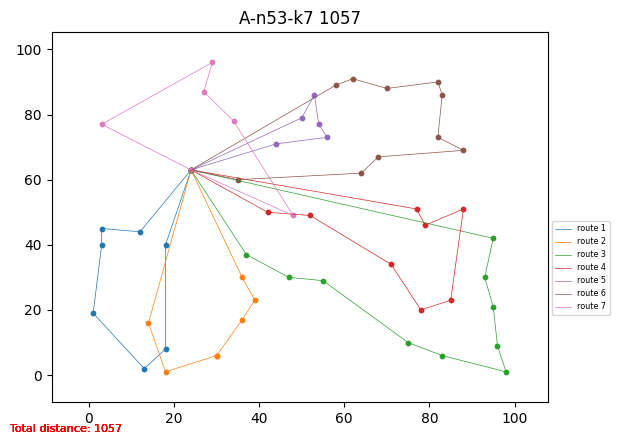 A-n53-k7 1057
100
80
60
40
20
0
0 20 40 60 80 100
route 1
route 2
route 3
route 4
route 5
route 6
route 7
Total distance: 1057